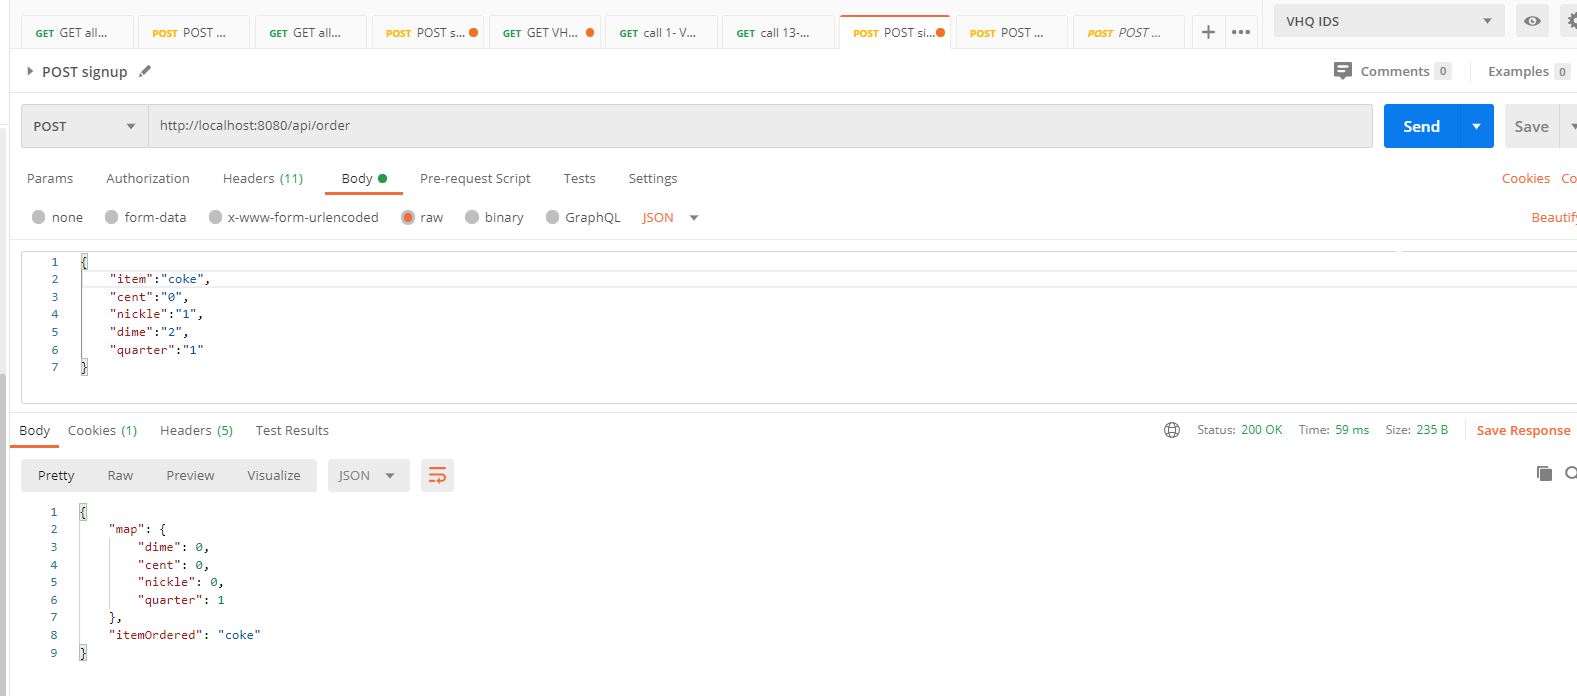 GET GET all... POST POST ... GET GET all... POST POST s... GET GET VH... GET call 1- V... GET call 13-... POST POST si... POST POST ... POST POST ... + ••• VHQ IDS
POST signup Comments 0 Examples 0
POST http://localhost:8080/api/order Send Save
Params Authorization Headers (11) Body Pre-request Script Tests Settings Cookies Co
none form-data x-www-form-urlencoded raw binary GraphQL JSON Beautify
1 {
2 "item":"coke",
3 "cent":"0",
4 "nickle":"1",
5 "dime":"2",
6 "quarter":"1"
7 }
Body Cookies (1) Headers (5) Test Results Status: 200 OK Time: 59 ms Size: 235 B Save Response
Pretty Raw Preview Visualize JSON
1 {
2 "map": {
3 "dime": 0,
4 "cent": 0,
5 "nickle": 0,
6 "quarter": 1
7 },
8 "itemOrdered": "coke"
9 }